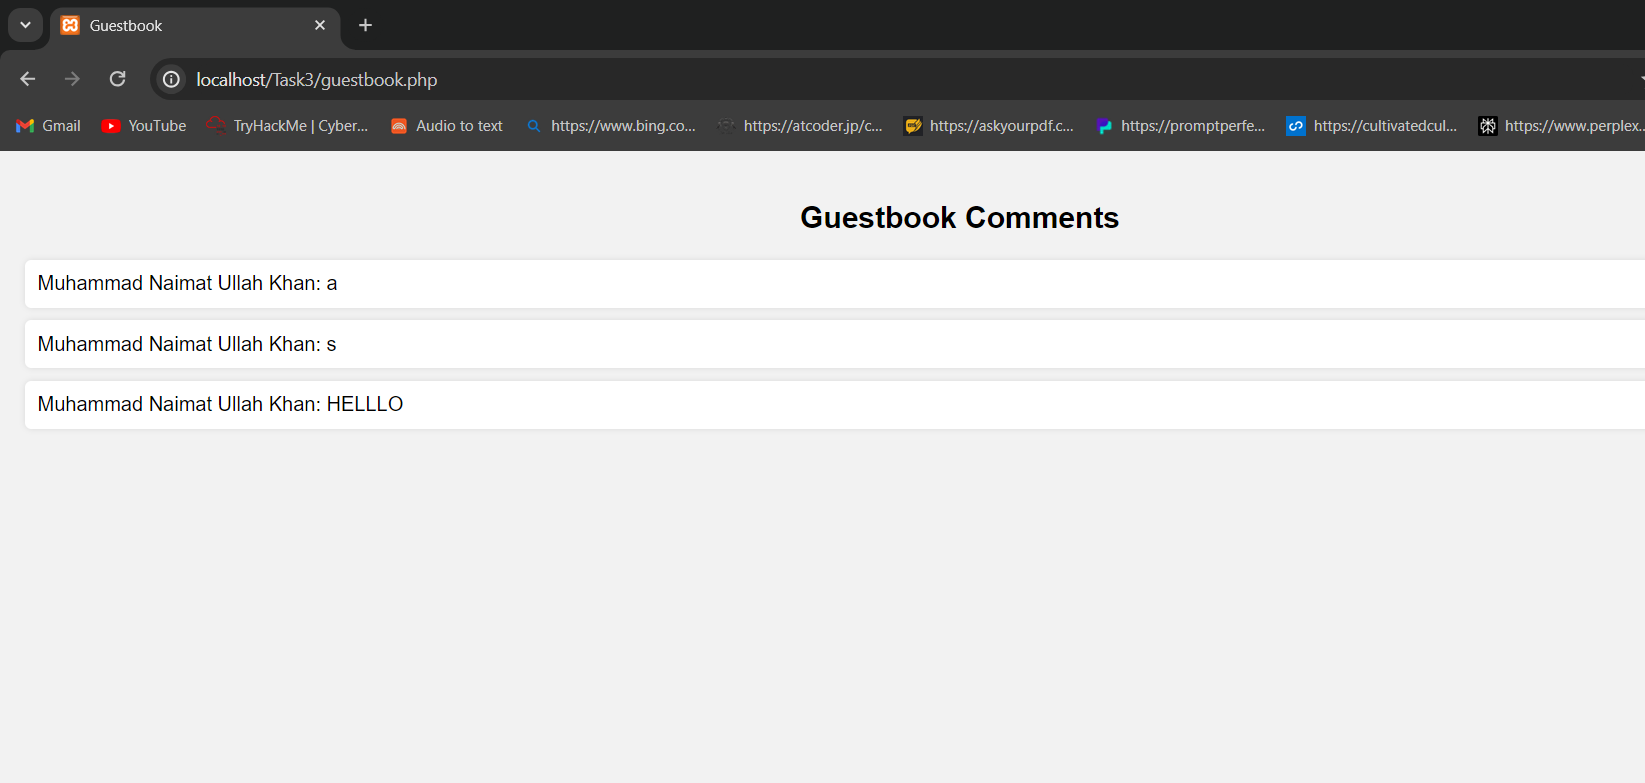 Guestbook
localhost/Task3/guestbook.php
Gmail YouTube TryHackMe | Cyber... Audio to text https://www.bing.co... https://atcoder.jp/c... https://askyourpdf.c... https://promptperfe... https://cultivatedcul... https://www.perplex...
Guestbook Comments
Muhammad Naimat Ullah Khan: a
Muhammad Naimat Ullah Khan: s
Muhammad Naimat Ullah Khan: HELLLO